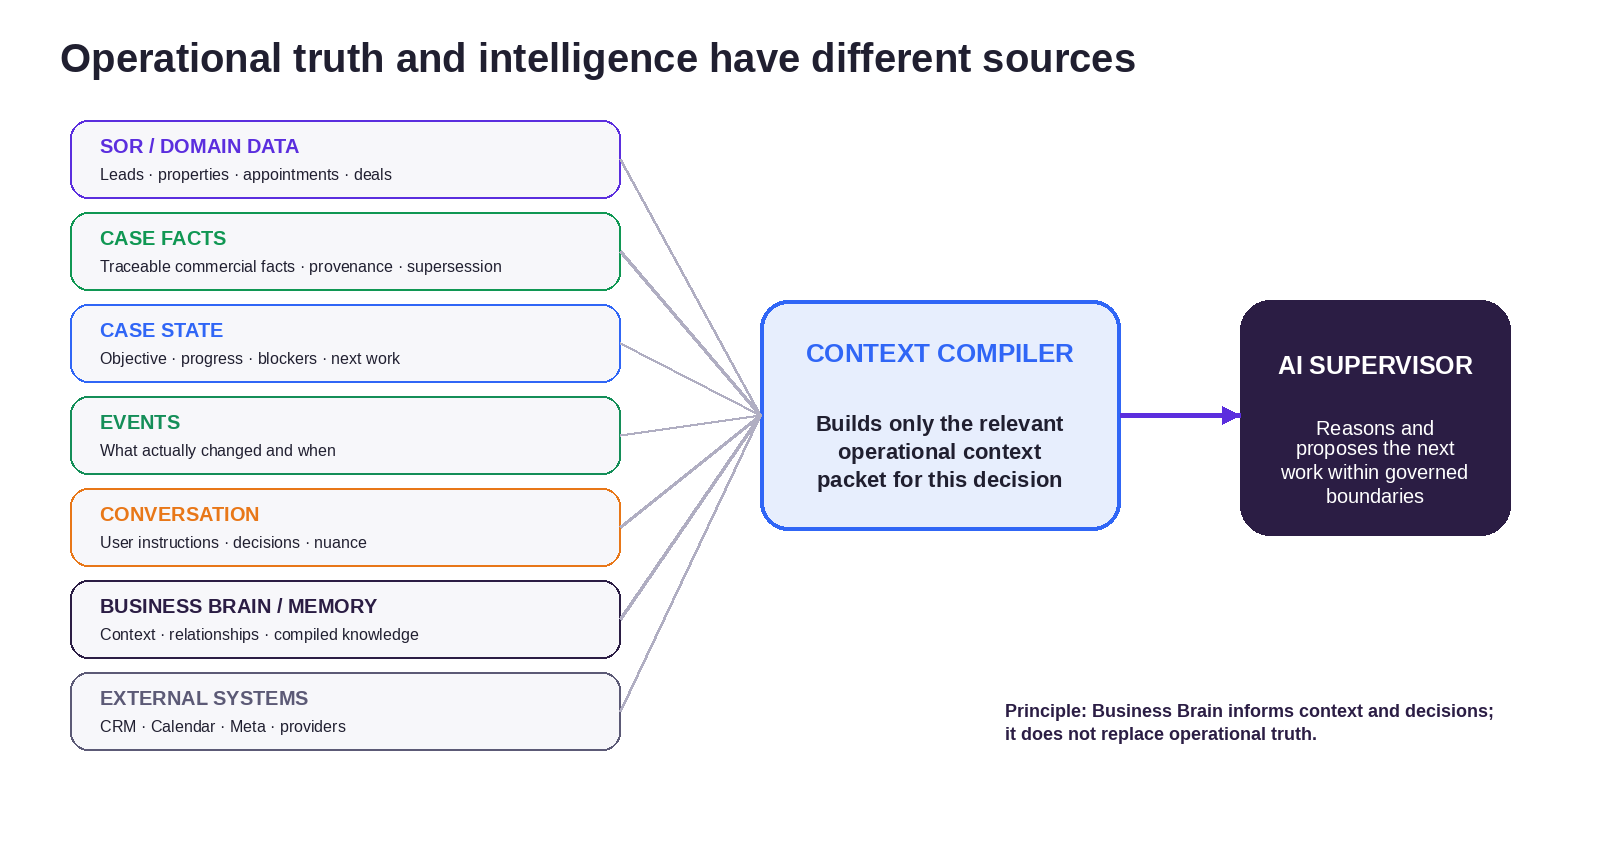 Operational truth and intelligence have different sources
SOR / DOMAIN DATA
Leads · properties · appointments · deals
CASE FACTS
Traceable commercial facts · provenance · supersession
CASE STATE
Objective · progress · blockers · next work
EVENTS
What actually changed and when
CONVERSATION
User instructions · decisions · nuance
BUSINESS BRAIN / MEMORY
Context · relationships · compiled knowledge
EXTERNAL SYSTEMS
CRM · Calendar · Meta · providers
CONTEXT COMPILER
Builds only the relevant
operational context
packet for this decision
AI SUPERVISOR
Reasons and
proposes the next
work within governed
boundaries
Principle: Business Brain informs context and decisions;
it does not replace operational truth.